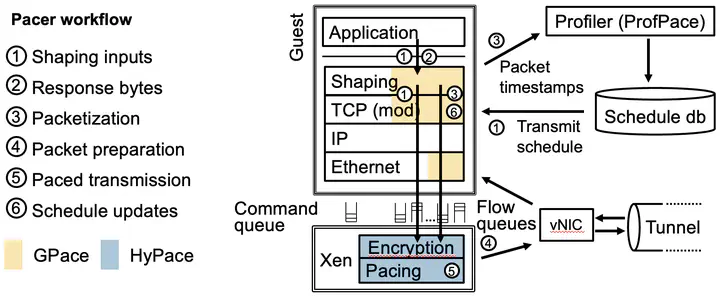 Pacer workflow
① Shaping inputs
② Response bytes
③ Packetization
④ Packet preparation
⑤ Paced transmission
⑥ Schedule updates
GPace
HyPace
Guest
Application
① ②
Shaping
① ③
TCP (mod)
⑥
IP
Ethernet
③
Packet
timestamps
Profiler (ProfPace)
① Transmit
schedule
Schedule db
Command
queue
...
Flow
queues
④
vNIC
Tunnel
Xen
Encryption
Pacing ⑤